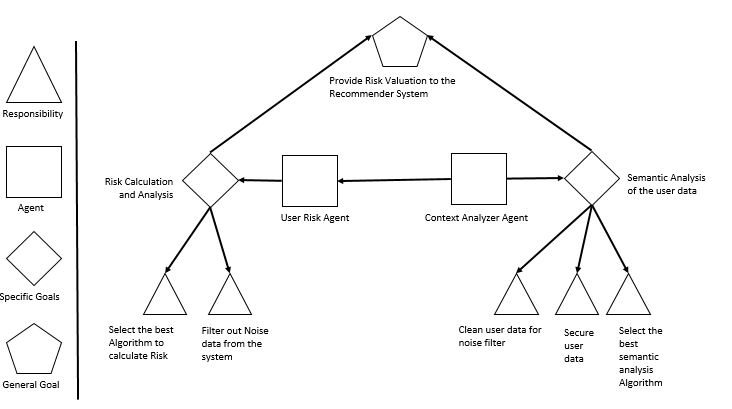 Responsibility
Agent
Specific Goals
General Goal
Provide Risk Valuation to the
Recommender System
Risk Calculation
and Analysis
User Risk Agent
Context Analyzer Agent
Semantic Analysis
of the user data
Select the best
Algorithm to
calculate Risk
Filter out Noise
data from the
system
Clean user data for
noise filter
Secure
user
data
Select the
best
semantic
analysis
Algorithm